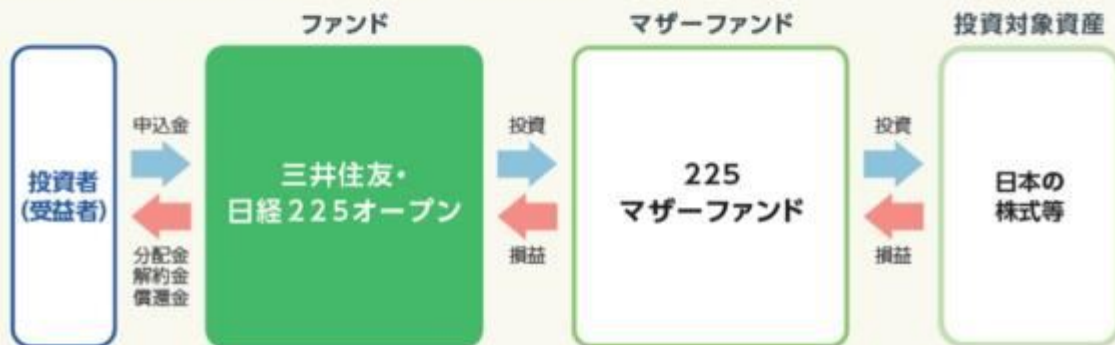 ファンド
マザーファンド
投資対象資産
投資者
(受益者)
申込金
分配金
解約金
償還金
三井住友・
日経225オープン
投資
損益
225
マザーファンド
投資
損益
日本の
株式等